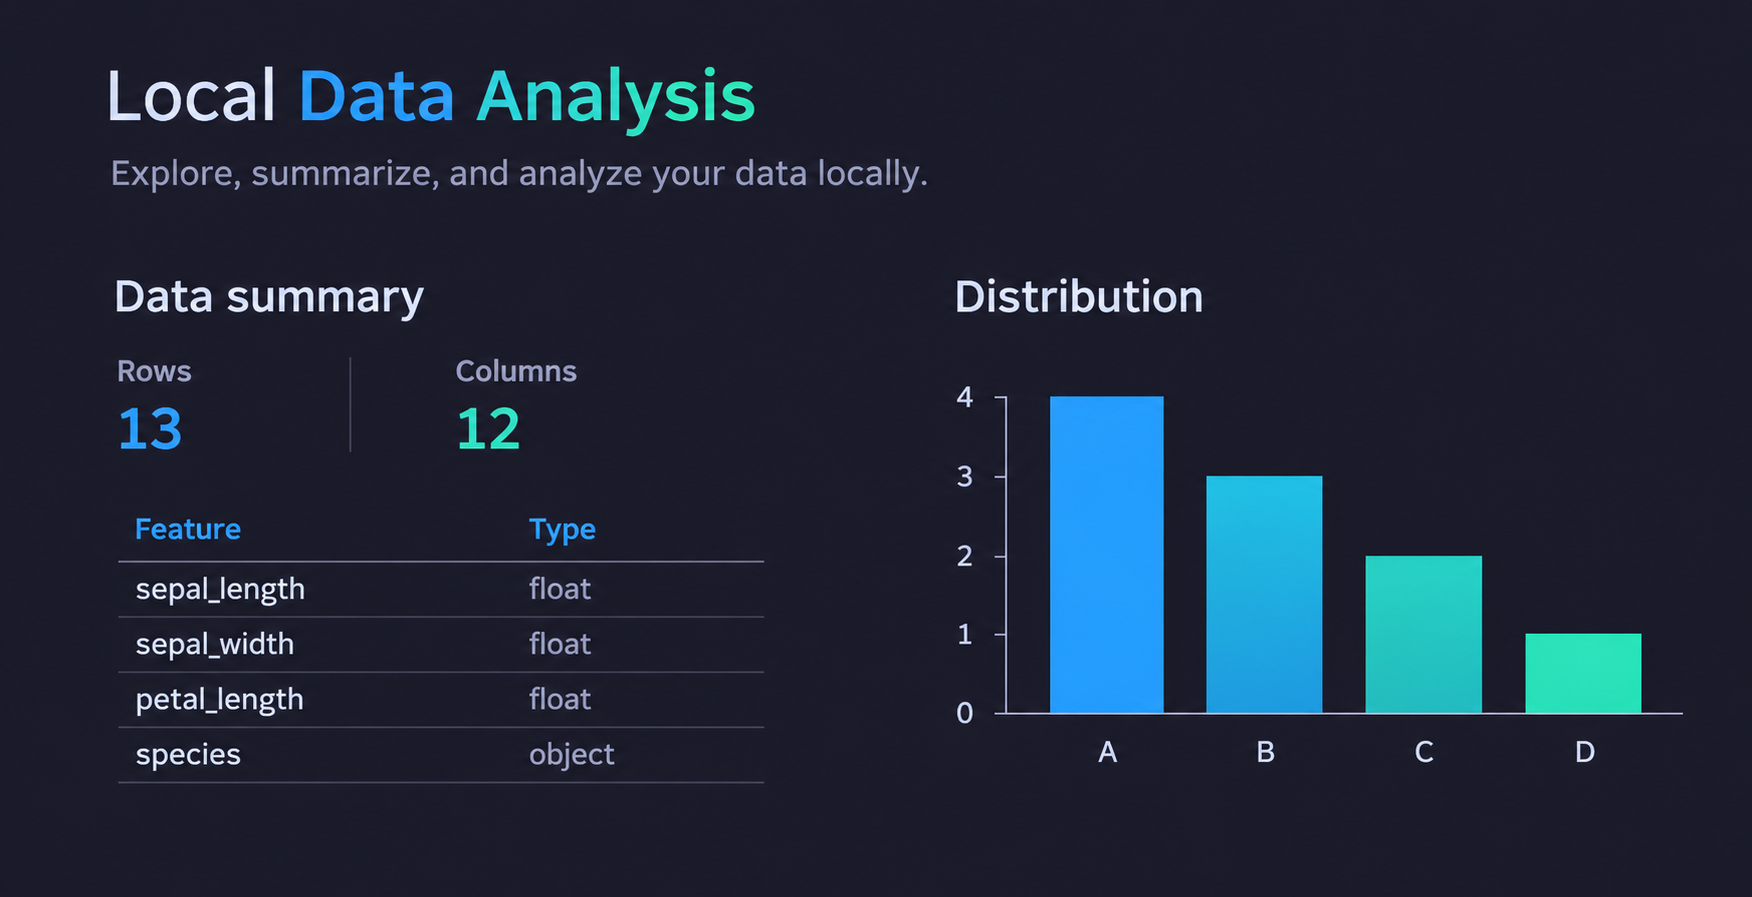 Local Data Analysis
Explore, summarize, and analyze your data locally.
Data summary
Rows
13
Columns
12
Feature Type
sepal_length float
sepal_width float
petal_length float
species object
Distribution
4
3
2
1
0
A B C D